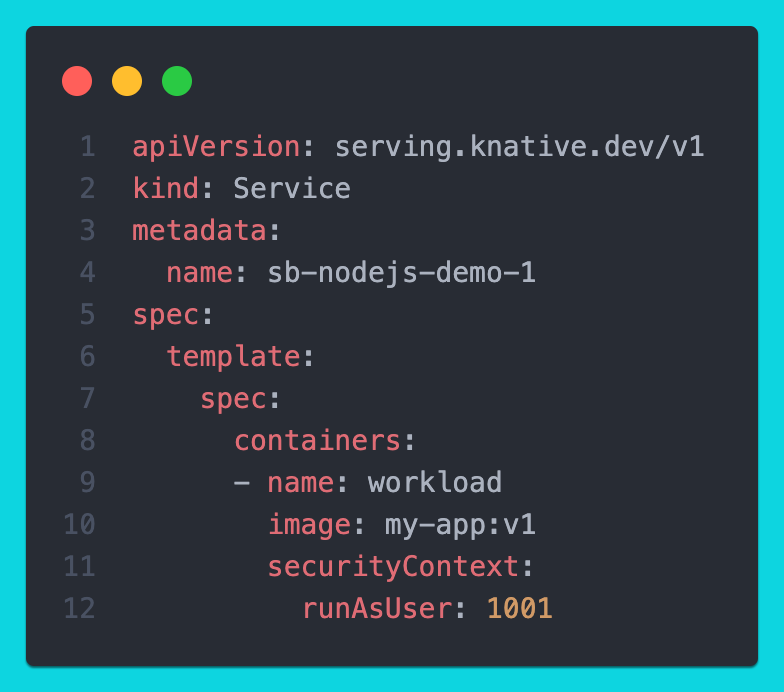 1 apiVersion: serving.knative.dev/v1
2 kind: Service
3 metadata:
4   name: sb-nodejs-demo-1
5 spec:
6   template:
7     spec:
8       containers:
9       - name: workload
10         image: my-app:v1
11         securityContext:
12           runAsUser: 1001